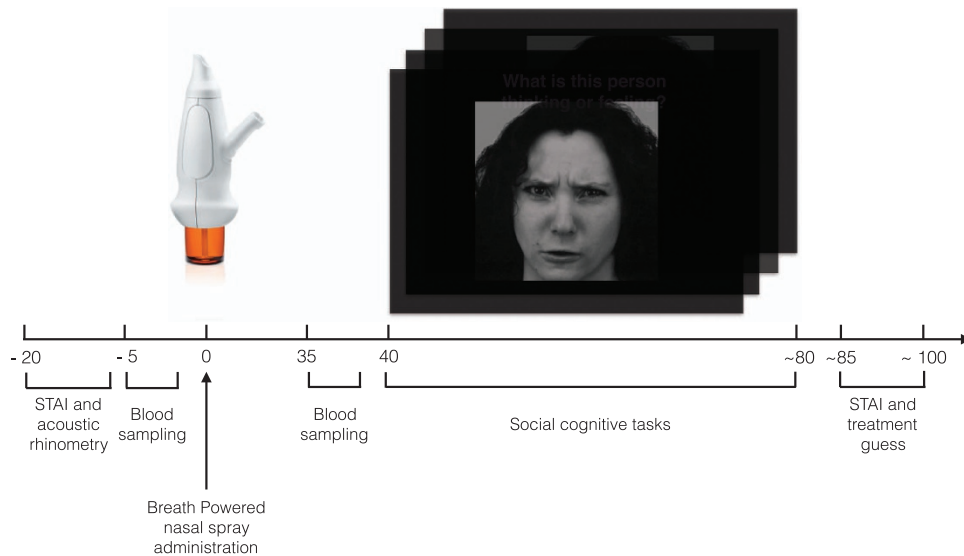 What is this person
thinking or feeling?
- 20
- 5
0
35
40
~80
~85
~ 100
STAI and
acoustic
rhinometry
Blood
sampling
Blood
sampling
Social cognitive tasks
STAI and
treatment
guess
Breath Powered
nasal spray
administration